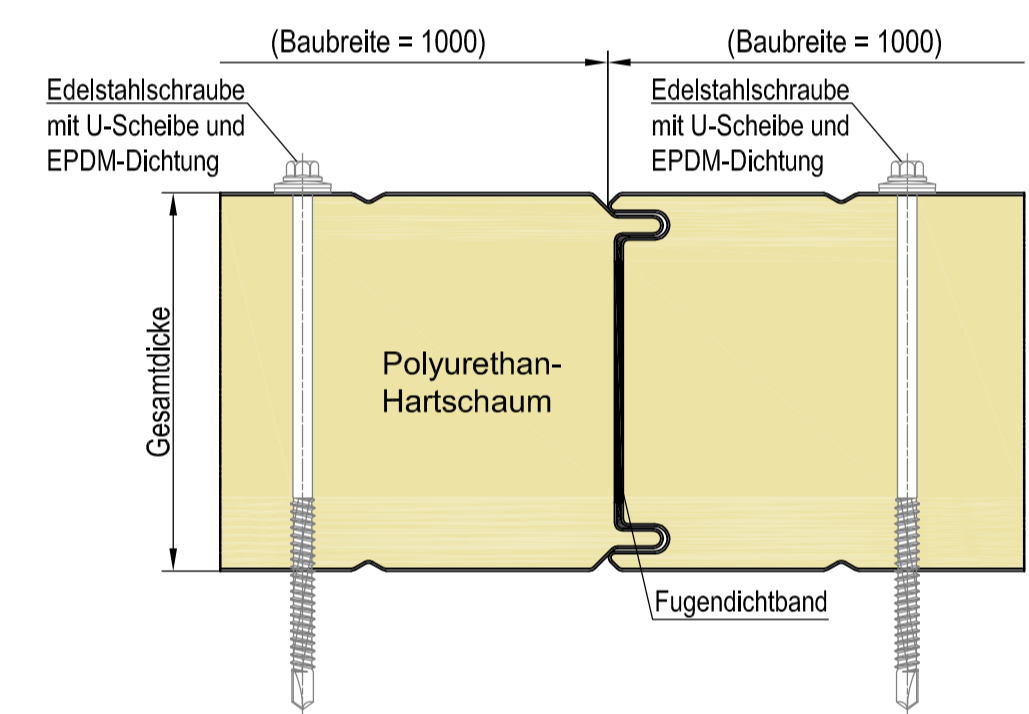 (Baubreite = 1000)
(Baubreite = 1000)
Edelstahlschraube
mit U-Scheibe und
EPDM-Dichtung
Edelstahlschraube
mit U-Scheibe und
EPDM-Dichtung
Gesamtdicke
Polyurethan-
Hartschaum
Fugendichtband